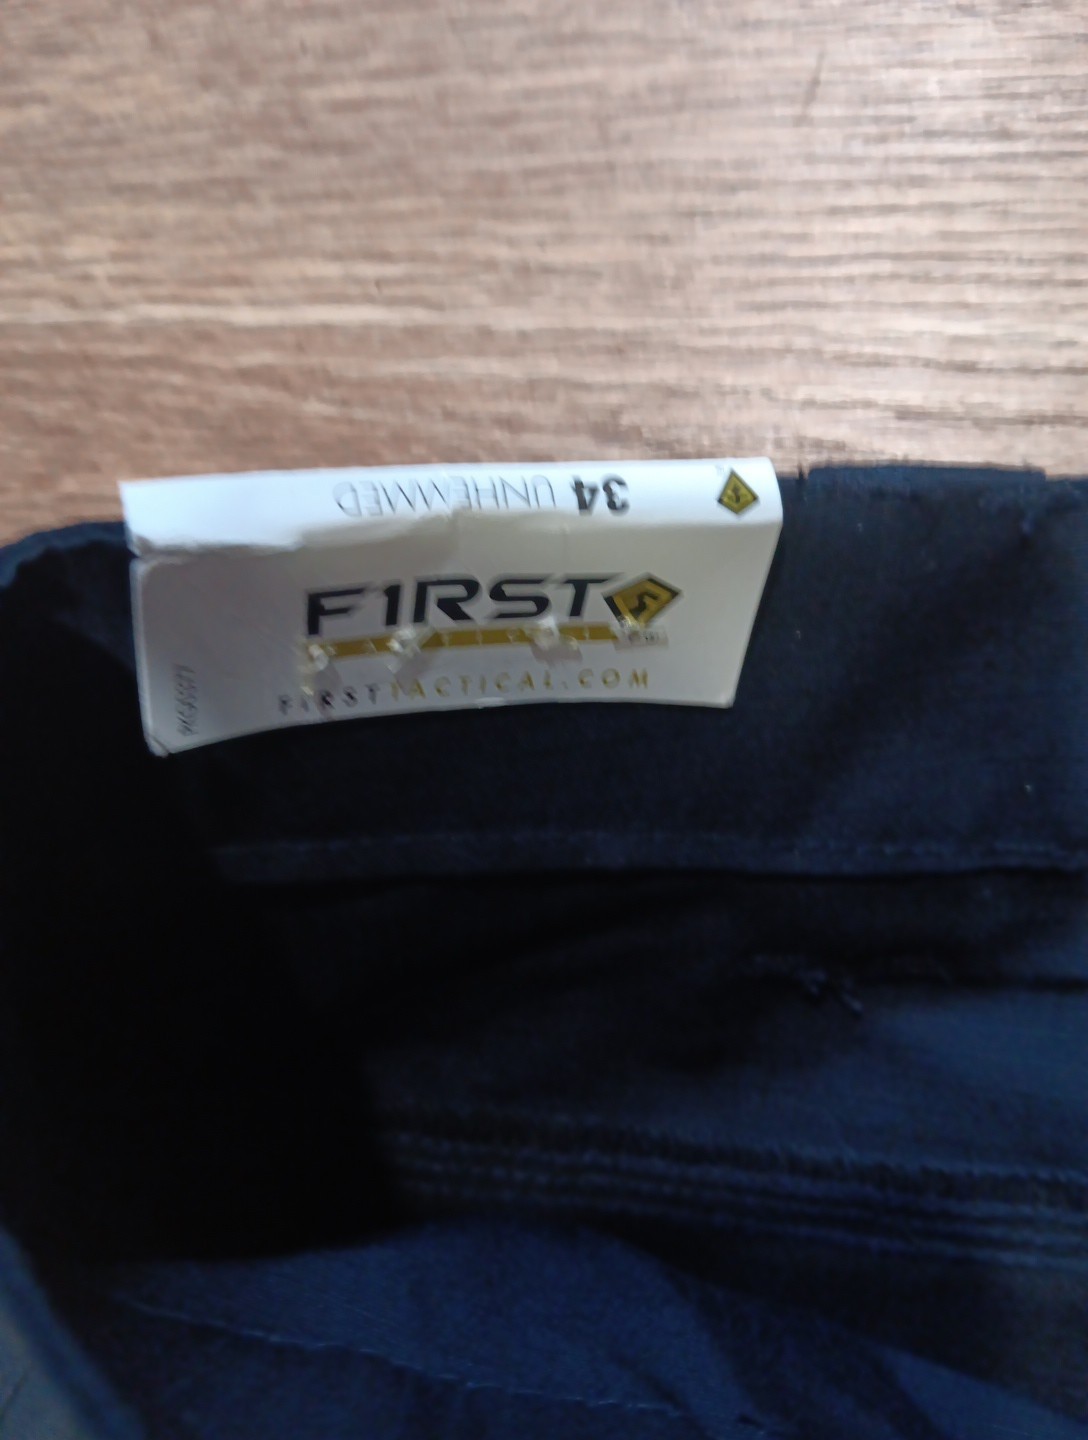 34 UNHEMMED
F1RST
FIRSTTACTICAL.COM